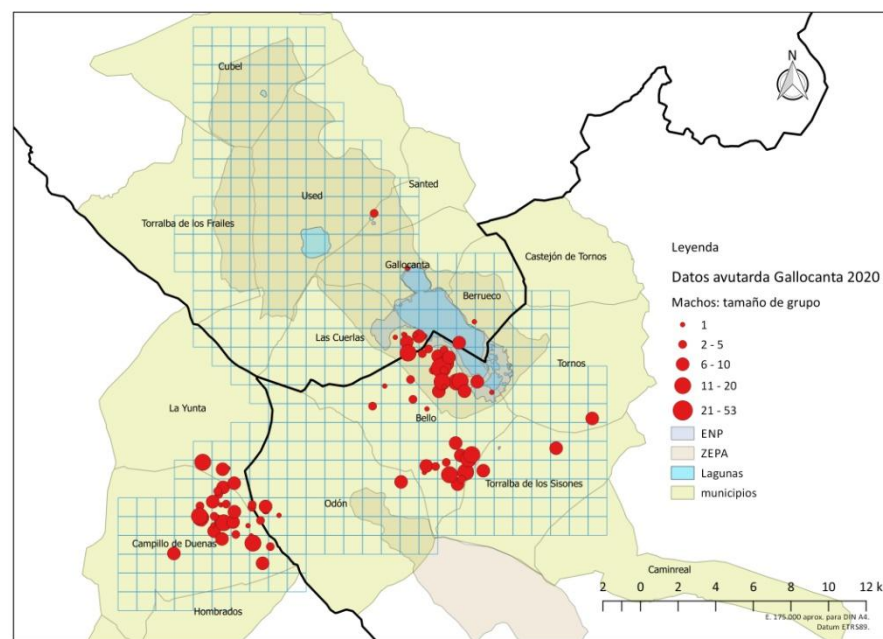 N
Cubel
Santed
Used
Torralba de los Frailes
Castejón de Tornos
Gallocanta
Berrueco
Las Cuerlas
Tornos
La Yunta
Bello
Torralba de los Sisones
Odón
Campillo de Duenas
Caminreal
Hombrados
Leyenda
Datos avutarda Gallocanta 2020
Machos: tamaño de grupo
1
2 - 5
6 - 10
11 - 20
21 - 53
ENP
ZEPA
Lagunas
municipios
2 0 2 4 6 8 10 12 k
E. 175.000 aprox. para DIN A4.
Datum ETRS89.